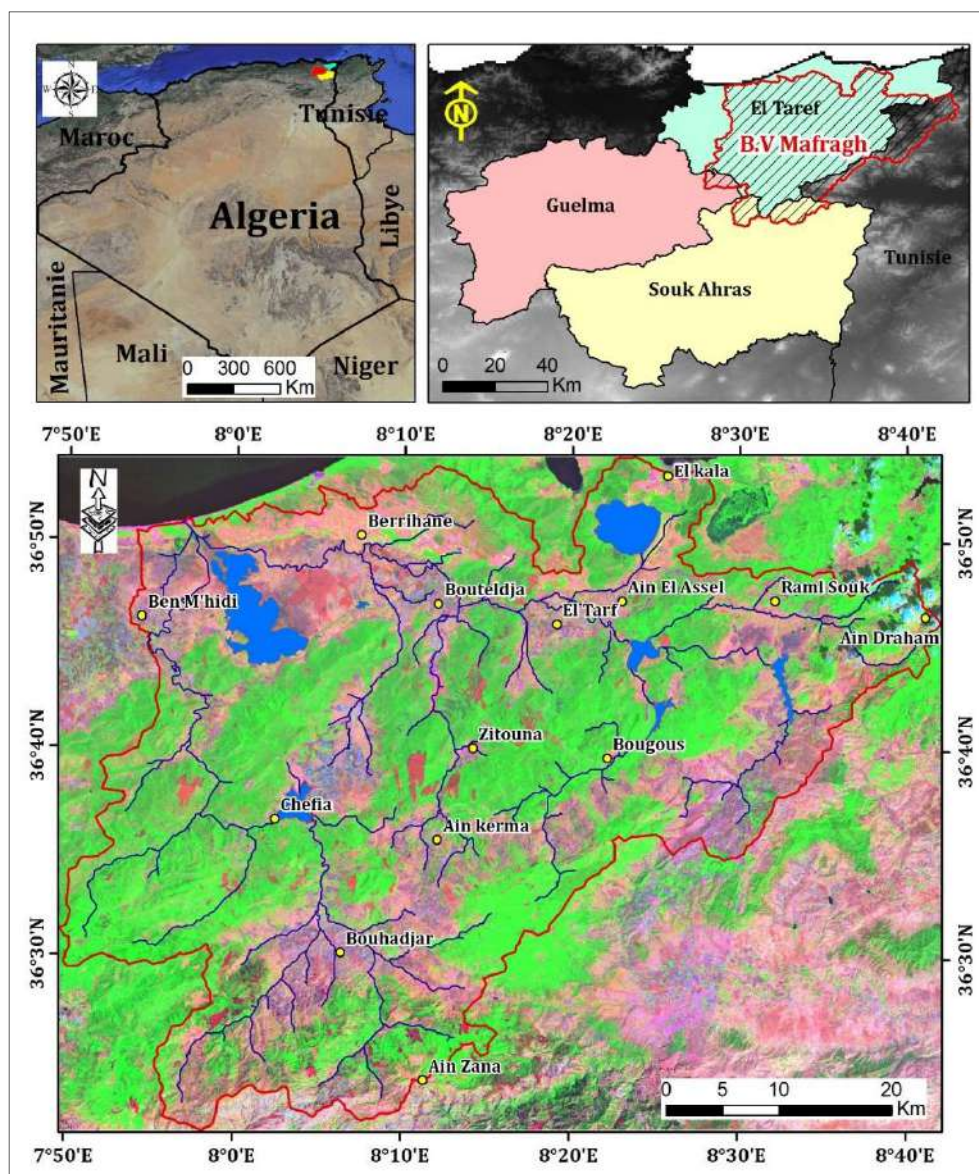 N
W
E
S
Maroc
Tunisie
Algeria
Libye
Mauritanie
Mali
Niger
0 300 600
Km
N
El Taref
B.V Mafragh
Guelma
Souk Ahras
Tunisie
0 20 40
Km
7°50'E 8°0'E 8°10'E 8°20'E 8°30'E 8°40'E
N
El kala
Berrihane
36°50'N
36°50'N
Bouteldja
Ain El Assel
Raml Souk
Ben M'hidi
El Tarf
Ain Draham
36°40'N
36°40'N
Zitouna
Bougous
Chefia
Ain kerma
36°30'N
36°30'N
Bouhadjar
Ain Zana
0 5 10 20
Km
7°50'E 8°0'E 8°10'E 8°20'E 8°30'E 8°40'E